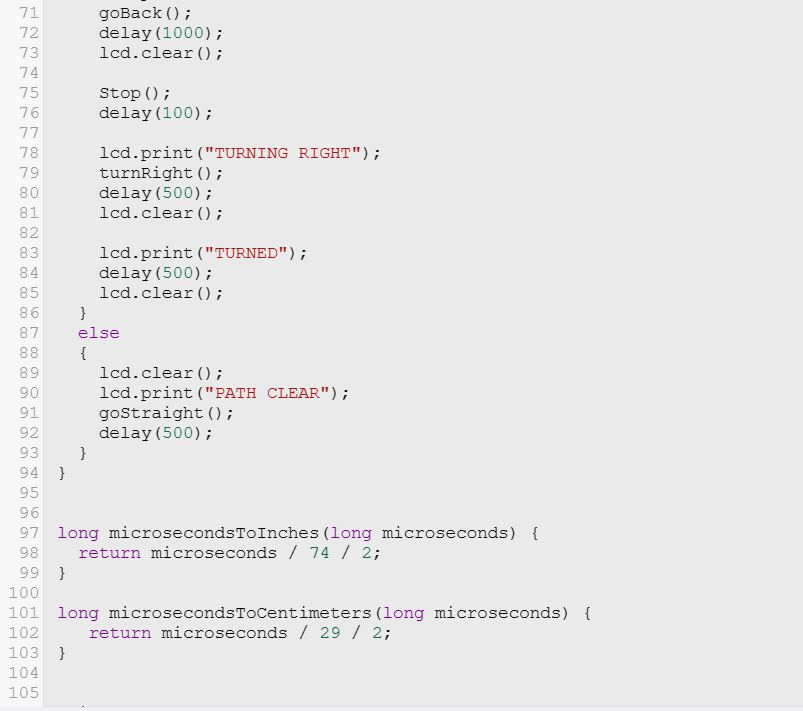 71 goBack();
72 delay(1000);
73 lcd.clear();
74
75 Stop();
76 delay(100);
77
78 lcd.print("TURNING RIGHT");
79 turnRight();
80 delay(500);
81 lcd.clear();
82
83 lcd.print("TURNED");
84 delay(500);
85 lcd.clear();
86 }
87 else
88 {
89 lcd.clear();
90 lcd.print("PATH CLEAR");
91 goStraight();
92 delay(500);
93 }
94 }
95
96
97 long microsecondsToInches(long microseconds) {
98 return microseconds / 74 / 2;
99 }
100
101 long microsecondsToCentimeters(long microseconds) {
102 return microseconds / 29 / 2;
103 }
104
105